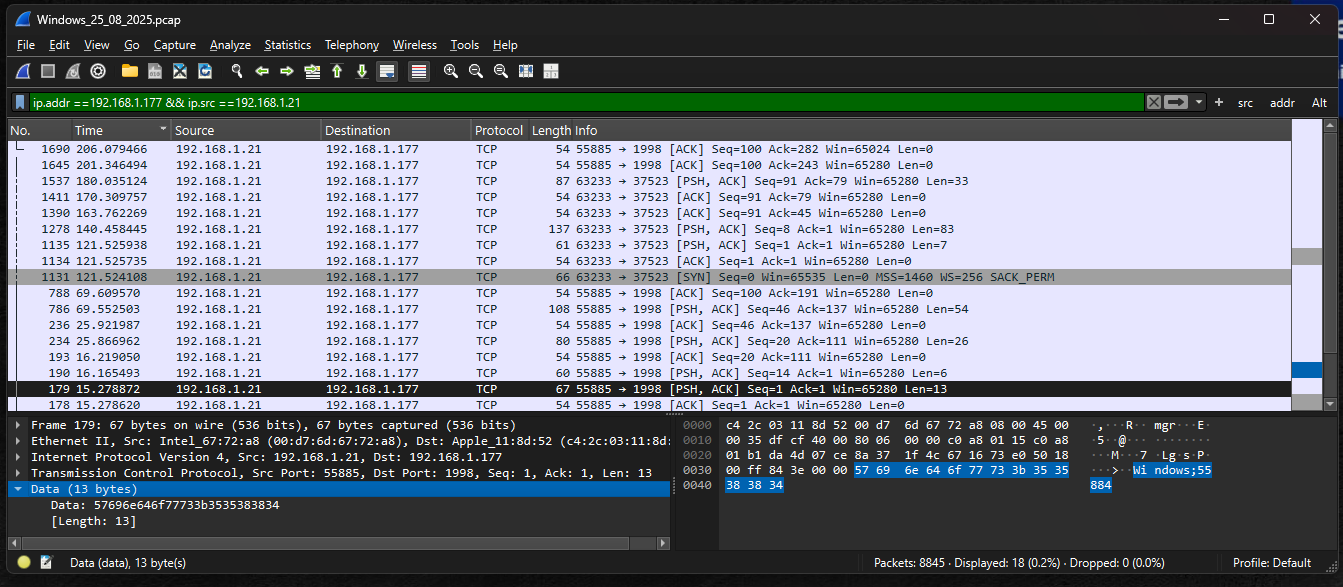 Windows_25_08_2025.pcap
File Edit View Go Capture Analyze Statistics Telephony Wireless Tools Help
ip.addr ==192.168.1.177 && ip.src ==192.168.1.21 + src addr Alt
No. Time Source Destination Protocol Length Info
1690 206.079466 192.168.1.21 192.168.1.177 TCP 54 55885 → 1998 [ACK] Seq=100 Ack=282 Win=65024 Len=0
1645 201.346494 192.168.1.21 192.168.1.177 TCP 54 55885 → 1998 [ACK] Seq=100 Ack=243 Win=65280 Len=0
1537 180.035124 192.168.1.21 192.168.1.177 TCP 87 63233 → 37523 [PSH, ACK] Seq=91 Ack=79 Win=65280 Len=33
1411 170.309757 192.168.1.21 192.168.1.177 TCP 54 63233 → 37523 [ACK] Seq=91 Ack=79 Win=65280 Len=0
1390 163.762269 192.168.1.21 192.168.1.177 TCP 54 63233 → 37523 [ACK] Seq=91 Ack=45 Win=65280 Len=0
1278 140.458445 192.168.1.21 192.168.1.177 TCP 137 63233 → 37523 [PSH, ACK] Seq=8 Ack=1 Win=65280 Len=83
1135 121.525938 192.168.1.21 192.168.1.177 TCP 61 63233 → 37523 [PSH, ACK] Seq=1 Ack=1 Win=65280 Len=7
1134 121.525735 192.168.1.21 192.168.1.177 TCP 54 63233 → 37523 [ACK] Seq=1 Ack=1 Win=65280 Len=0
1131 121.524108 192.168.1.21 192.168.1.177 TCP 66 63233 → 37523 [SYN] Seq=0 Win=65535 Len=0 MSS=1460 WS=256 SACK_PERM
788 69.609570 192.168.1.21 192.168.1.177 TCP 54 55885 → 1998 [ACK] Seq=100 Ack=191 Win=65280 Len=0
786 69.552503 192.168.1.21 192.168.1.177 TCP 108 55885 → 1998 [PSH, ACK] Seq=46 Ack=137 Win=65280 Len=54
236 25.921987 192.168.1.21 192.168.1.177 TCP 54 55885 → 1998 [ACK] Seq=46 Ack=137 Win=65280 Len=0
234 25.866962 192.168.1.21 192.168.1.177 TCP 80 55885 → 1998 [PSH, ACK] Seq=20 Ack=111 Win=65280 Len=26
193 16.219050 192.168.1.21 192.168.1.177 TCP 54 55885 → 1998 [ACK] Seq=20 Ack=111 Win=65280 Len=0
190 16.165493 192.168.1.21 192.168.1.177 TCP 60 55885 → 1998 [PSH, ACK] Seq=14 Ack=1 Win=65280 Len=6
179 15.278872 192.168.1.21 192.168.1.177 TCP 67 55885 → 1998 [PSH, ACK] Seq=1 Ack=1 Win=65280 Len=13
178 15.278620 192.168.1.21 192.168.1.177 TCP 54 55885 → 1998 [ACK] Seq=1 Ack=1 Win=65280 Len=0
Frame 179: 67 bytes on wire (536 bits), 67 bytes captured (536 bits)
Ethernet II, Src: Intel_67:72:a8 (00:d7:6d:67:72:a8), Dst: Apple_11:8d:52 (c4:2c:03:11:8d:
Internet Protocol Version 4, Src: 192.168.1.21, Dst: 192.168.1.177
Transmission Control Protocol, Src Port: 55885, Dst Port: 1998, Seq: 1, Ack: 1, Len: 13
Data (13 bytes)
Data: 57696e646f77733b3535383834
[Length: 13]
0000 c4 2c 03 11 8d 52 00 d7 6d 67 72 a8 08 00 45 00 ·,···R·· mgr···E·
0010 00 35 df cf 40 00 80 06 00 00 c0 a8 01 15 c0 a8 ·5··@··· ········
0020 01 b1 da 4d 07 ce 8a 37 1f 4c 67 16 73 e0 50 18 ···M···7 ·Lg·s·P·
0030 00 ff 84 3e 00 00 57 69 6e 64 6f 77 73 3b 35 35 ···>··Wi ndows;55
0040 38 38 34 884
Data (data), 13 byte(s) Packets: 8845 · Displayed: 18 (0.2%) · Dropped: 0 (0.0%) Profile: Default